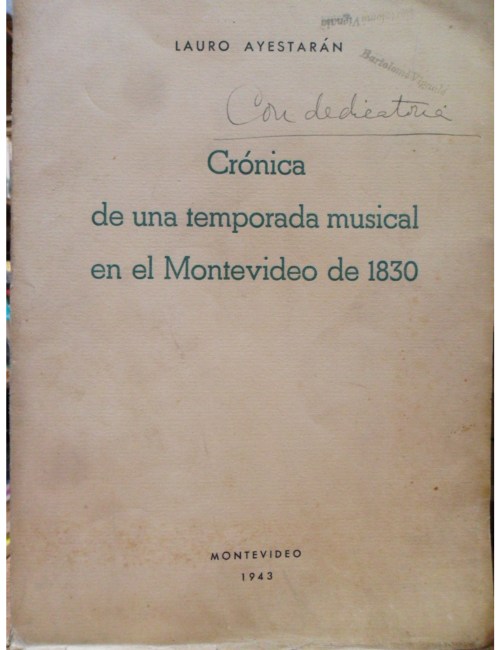 LAURO AYESTARÁN
Con dedicatoria
Crónica
de una temporada musical
en el Montevideo de 1830
MONTEVIDEO
1943